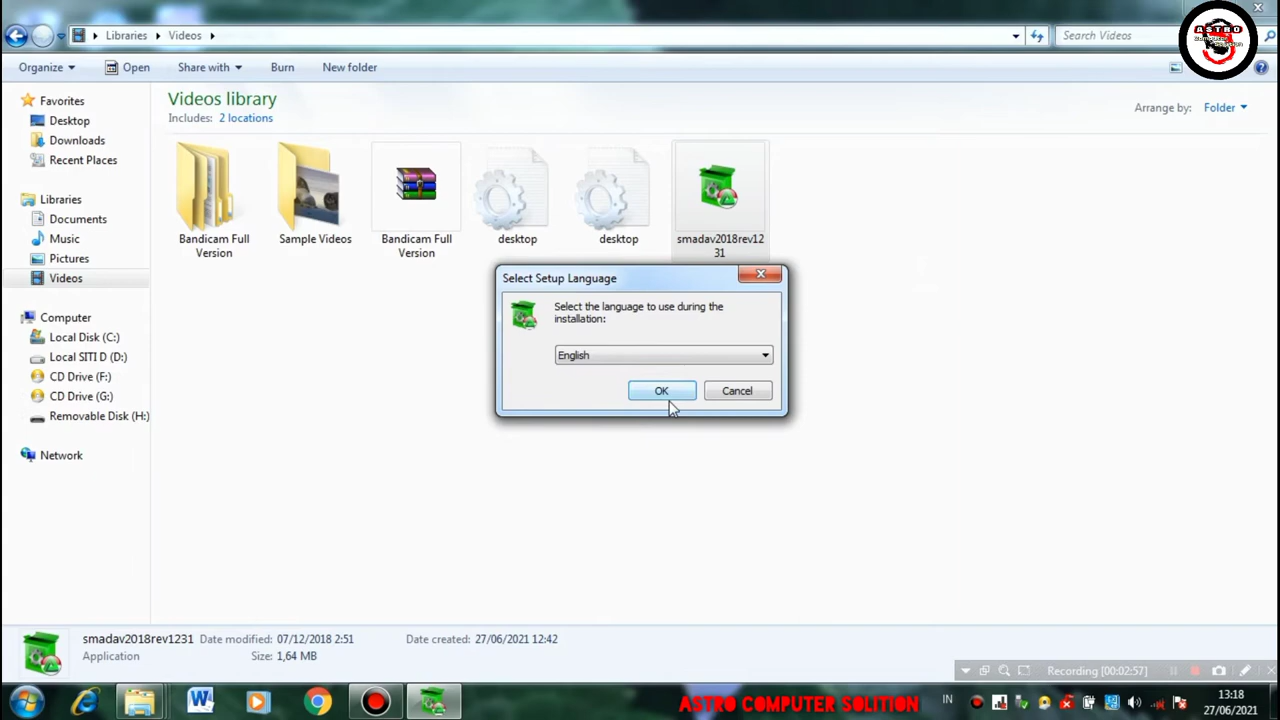 Libraries
Videos
Search Videos
ASTRO
Organize
Open
Share with
Burn
New folder
Videos library
Includes: 2 locations
Arrange by: Folder
Favorites
Desktop
Downloads
Recent Places
Libraries
Documents
Music
Pictures
Videos
Computer
Local Disk (C:)
Local SITI D (D:)
CD Drive (F:)
CD Drive (G:)
Removable Disk (H:)
Network
Bandicam Full
Version
Sample Videos
Bandicam Full
Version
desktop
desktop
smadav2018rev12
31
Select Setup Language
Select the language to use during the
installation:
English
OK
Cancel
smadav2018rev1231
Date modified: 07/12/2018 2:51
Date created: 27/06/2021 12:42
Application
Size: 1,64 MB
Recording [00:02:57]
ASTRO COMPUTER SOLITION
IN
13:18
27/06/2021